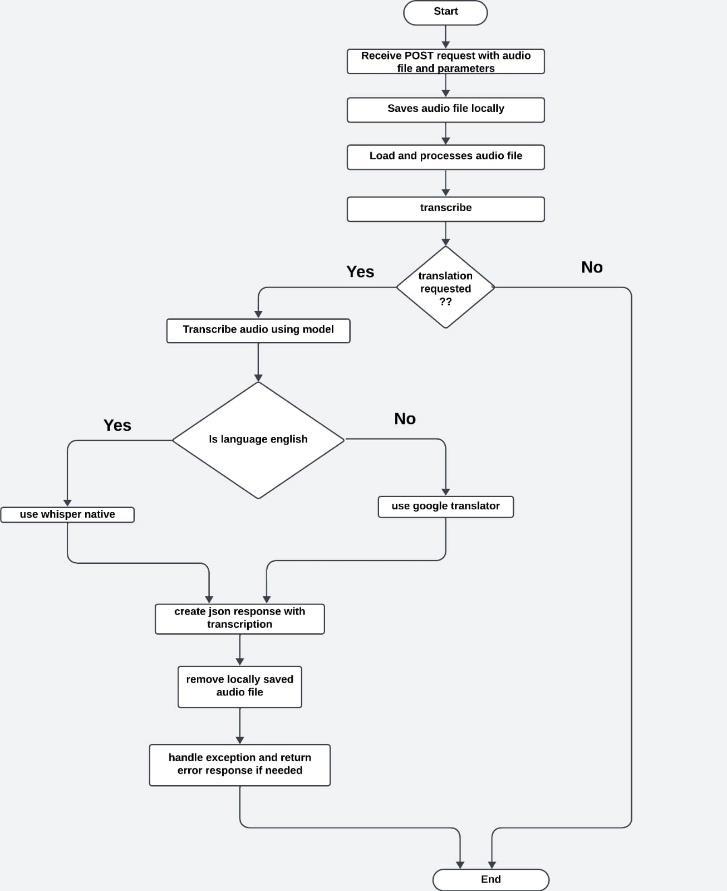 Start
Receive POST request with audio
file and parameters
Saves audio file locally
Load and processes audio file
transcribe
translation
requested
??
Yes
No
Transcribe audio using model
Is language english
Yes
No
use whisper native
use google translator
create json response with
transcription
remove locally saved
audio file
handle exception and return
error response if needed
End